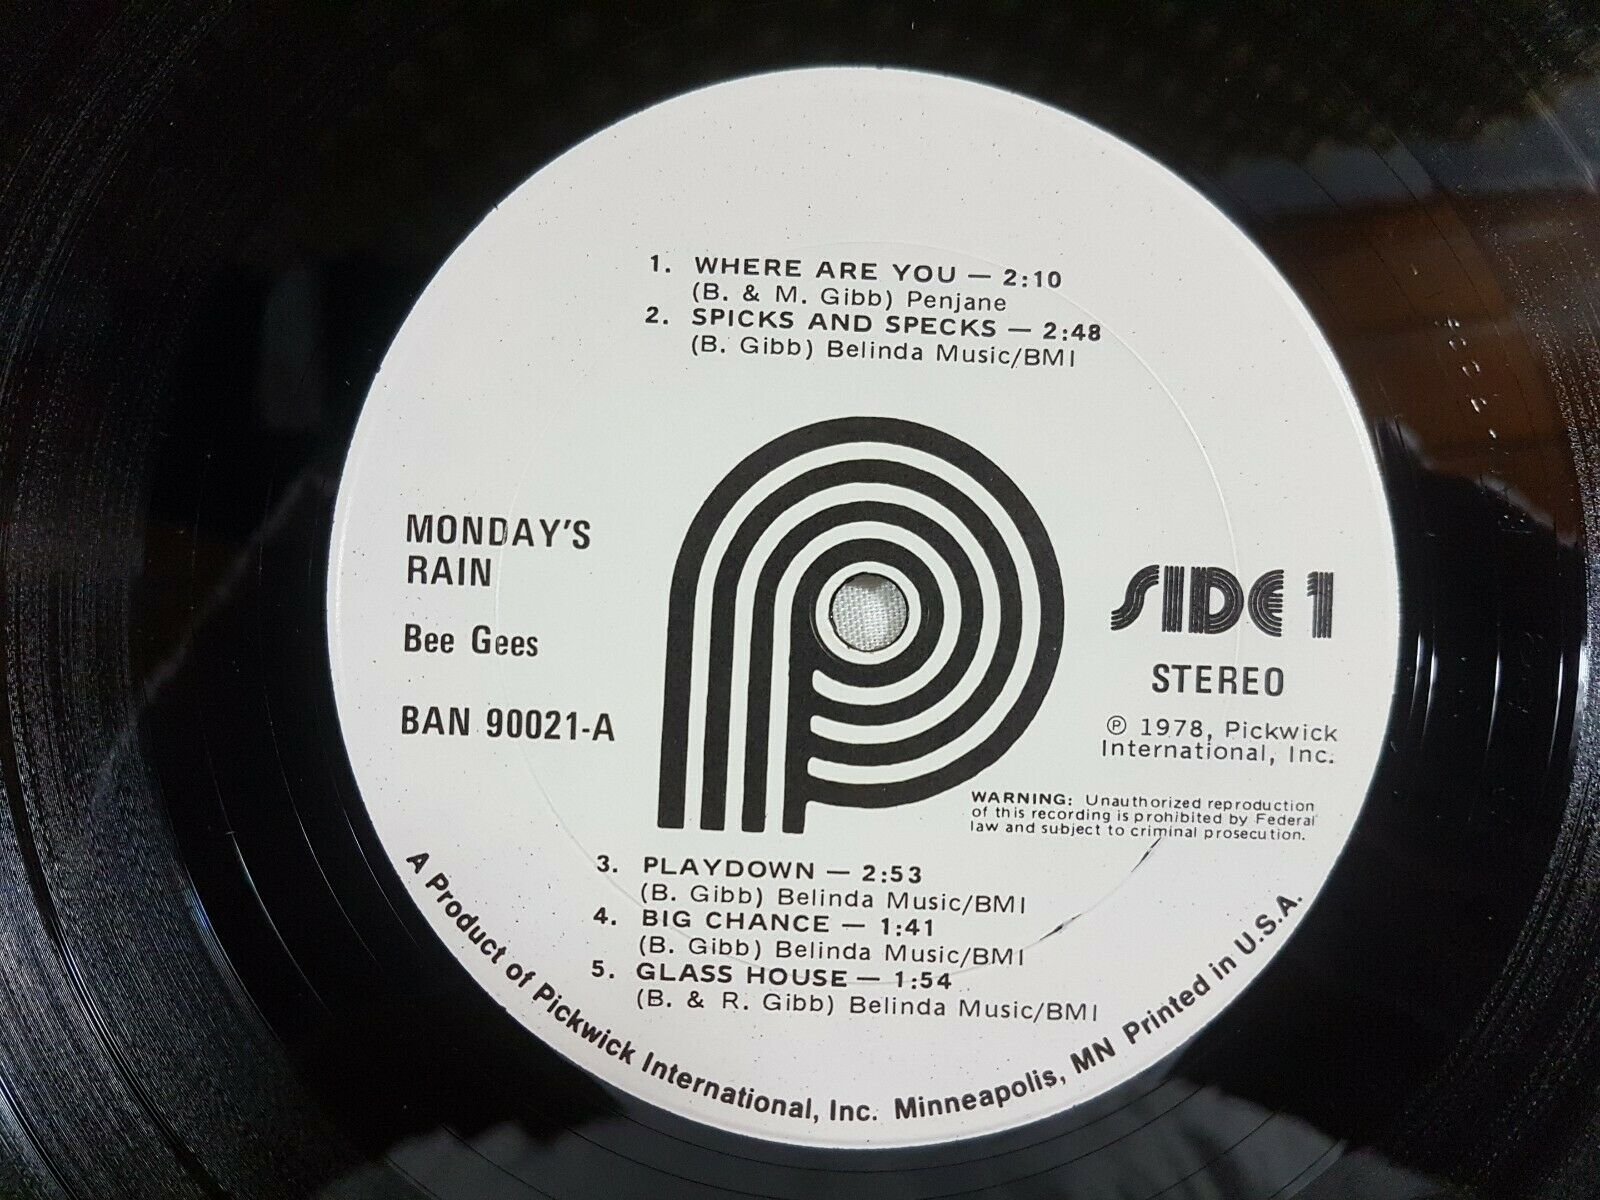 1. WHERE ARE YOU — 2:10
(B. & M. Gibb) Penjane
2. SPICKS AND SPECKS — 2:48
(B. Gibb) Belinda Music/BMI
MONDAY'S
RAIN
Bee Gees
BAN 90021-A
SIDE 1
STEREO
℗ 1978, Pickwick
International, Inc.
WARNING: Unauthorized reproduction
of this recording is prohibited by Federal
law and subject to criminal prosecution.
3. PLAYDOWN — 2:53
(B. Gibb) Belinda Music/BMI
4. BIG CHANCE — 1:41
(B. Gibb) Belinda Music/BMI
5. GLASS HOUSE — 1:54
(B. & R. Gibb) Belinda Music/BMI
A Product of Pickwick International, Inc. Minneapolis, MN Printed in U.S.A.